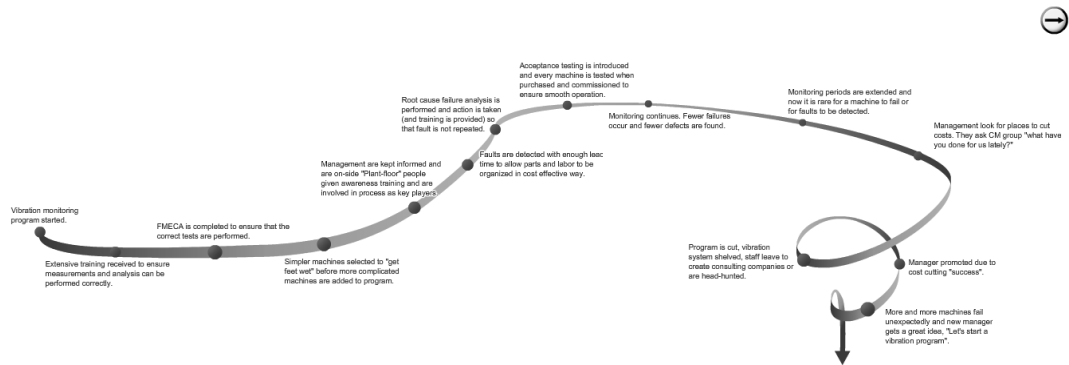 Vibration monitoring
program started.
Extensive training received to ensure
measurements and analysis can be
performed correctly.
FMECA is completed to ensure that the
correct tests are performed.
Simpler machines selected to "get
feet wet" before more complicated
machines are added to program.
Management are kept informed and
are on-side "Plant-floor" people
given awareness training and are
involved in process as key players
Root cause failure analysis is
performed and action is taken
(and training is provided) so
that fault is not repeated.
Faults are detected with enough lead
time to allow parts and labor to be
organized in cost effective way.
Acceptance testing is introduced
and every machine is tested when
purchased and commissioned to
ensure smooth operation.
Monitoring continues. Fewer failures
occur and fewer defects are found.
Monitoring periods are extended and
now it is rare for a machine to fail or
for faults to be detected.
Management look for places to cut
costs. They ask CM group "what have
you done for us lately?"
Program is cut, vibration
system shelved, staff leave to
create consulting companies or
are head-hunted.
Manager promoted due to
cost cutting "success".
More and more machines fail
unexpectedly and new manager
gets a great idea, "Let's start a
vibration program".